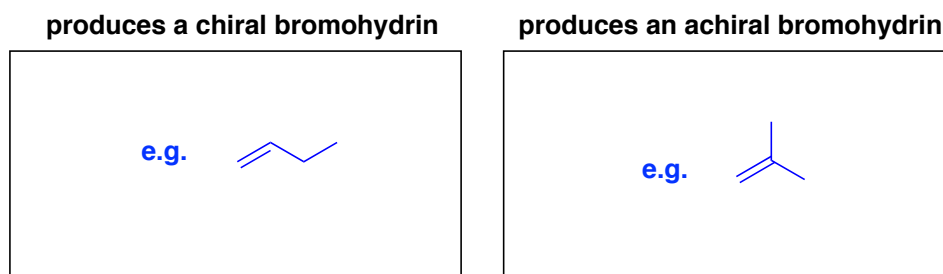 produces a chiral bromohydrin
produces an achiral bromohydrin
e.g.
e.g.